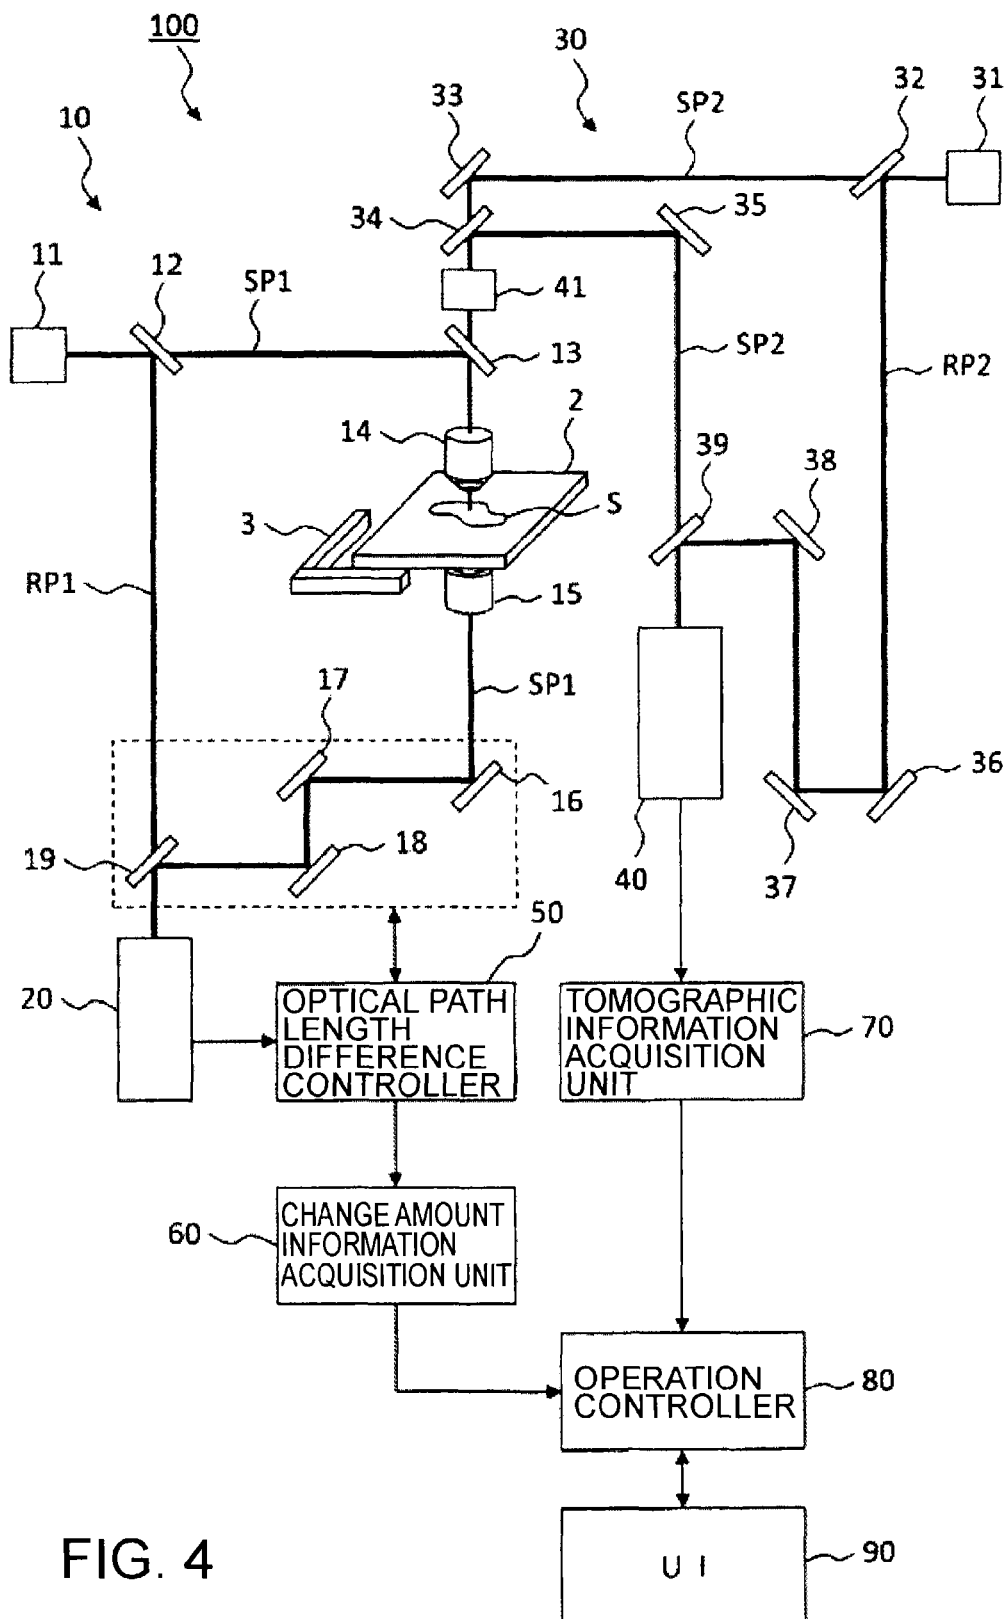 100
30
10
33
SP2
32
31
34
35
11
12
SP1
41
13
SP2
RP2
14
2
39
38
3
S
RP1
15
17
SP1
16
36
19
18
40
37
50
20
OPTICAL PATH
LENGTH
DIFFERENCE
CONTROLLER
TOMOGRAPHIC
INFORMATION
ACQUISITION
UNIT
70
60
CHANGE AMOUNT
INFORMATION
ACQUISITION UNIT
OPERATION
CONTROLLER
80
FIG. 4
UI
90